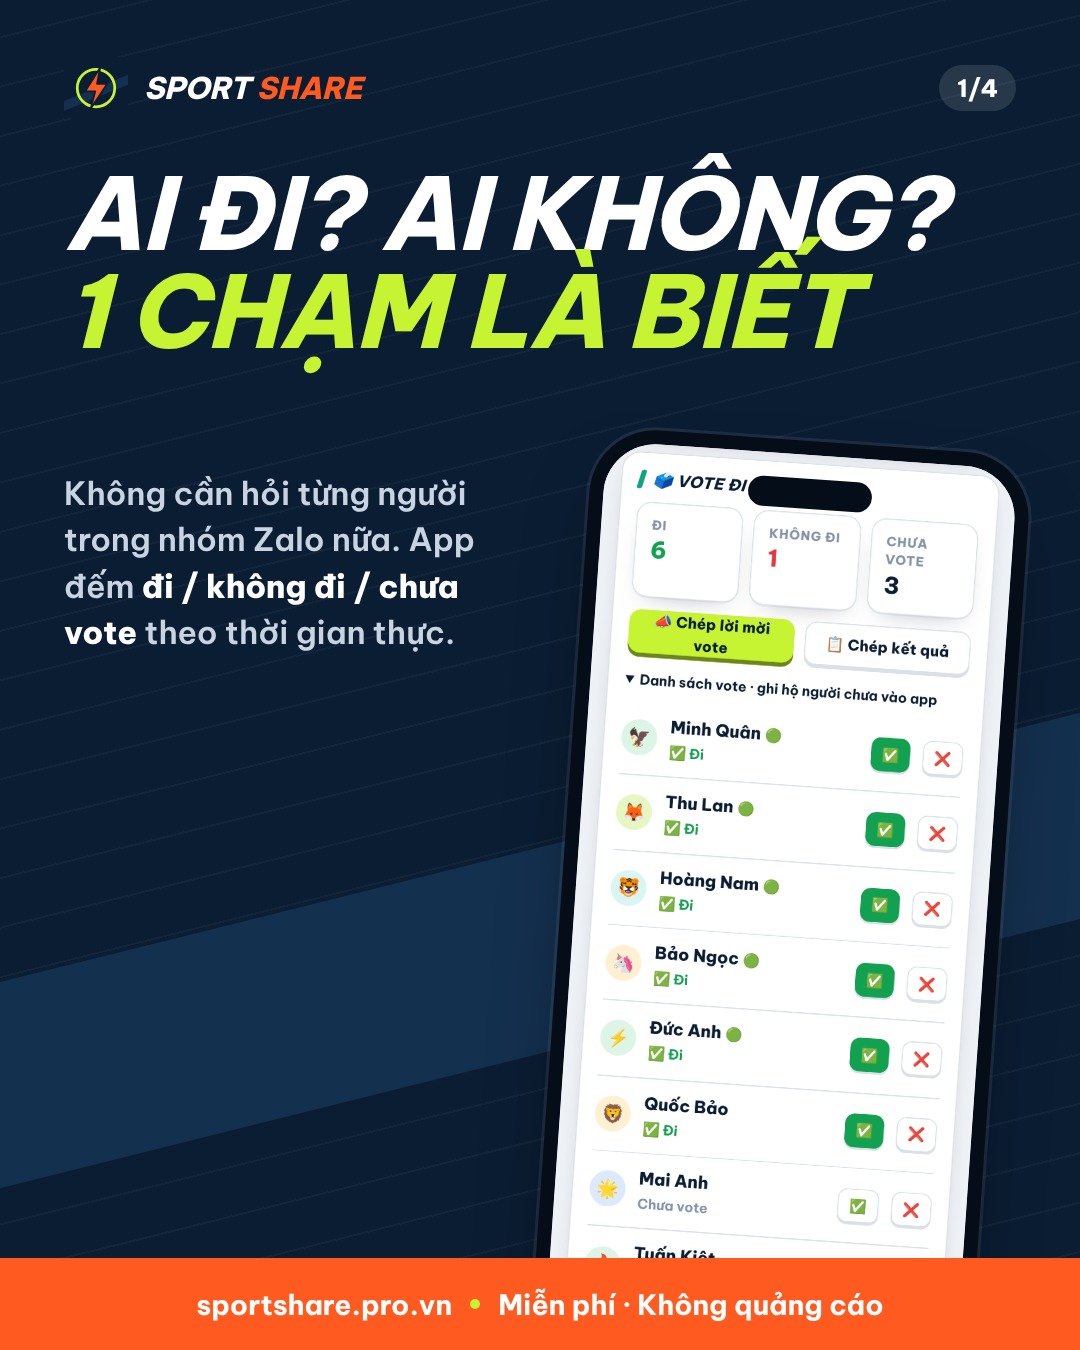 SPORT SHARE
1/4
AI ĐI? AI KHÔNG?
1 CHẠM LÀ BIẾT
Không cần hỏi từng người
trong nhóm Zalo nữa. App
đếm đi / không đi / chưa
vote theo thời gian thực.
VOTE ĐI
ĐI
6
KHÔNG ĐI
1
CHƯA
VOTE
3
Chép lời mời
vote
Chép kết quả
Danh sách vote · ghi hộ người chưa vào app
Minh Quân
Đi
Thu Lan
Đi
Hoàng Nam
Đi
Bảo Ngọc
Đi
Đức Anh
Đi
Quốc Bảo
Đi
Mai Anh
Chưa vote
Tuấn Kiệt
sportshare.pro.vn • Miễn phí · Không quảng cáo